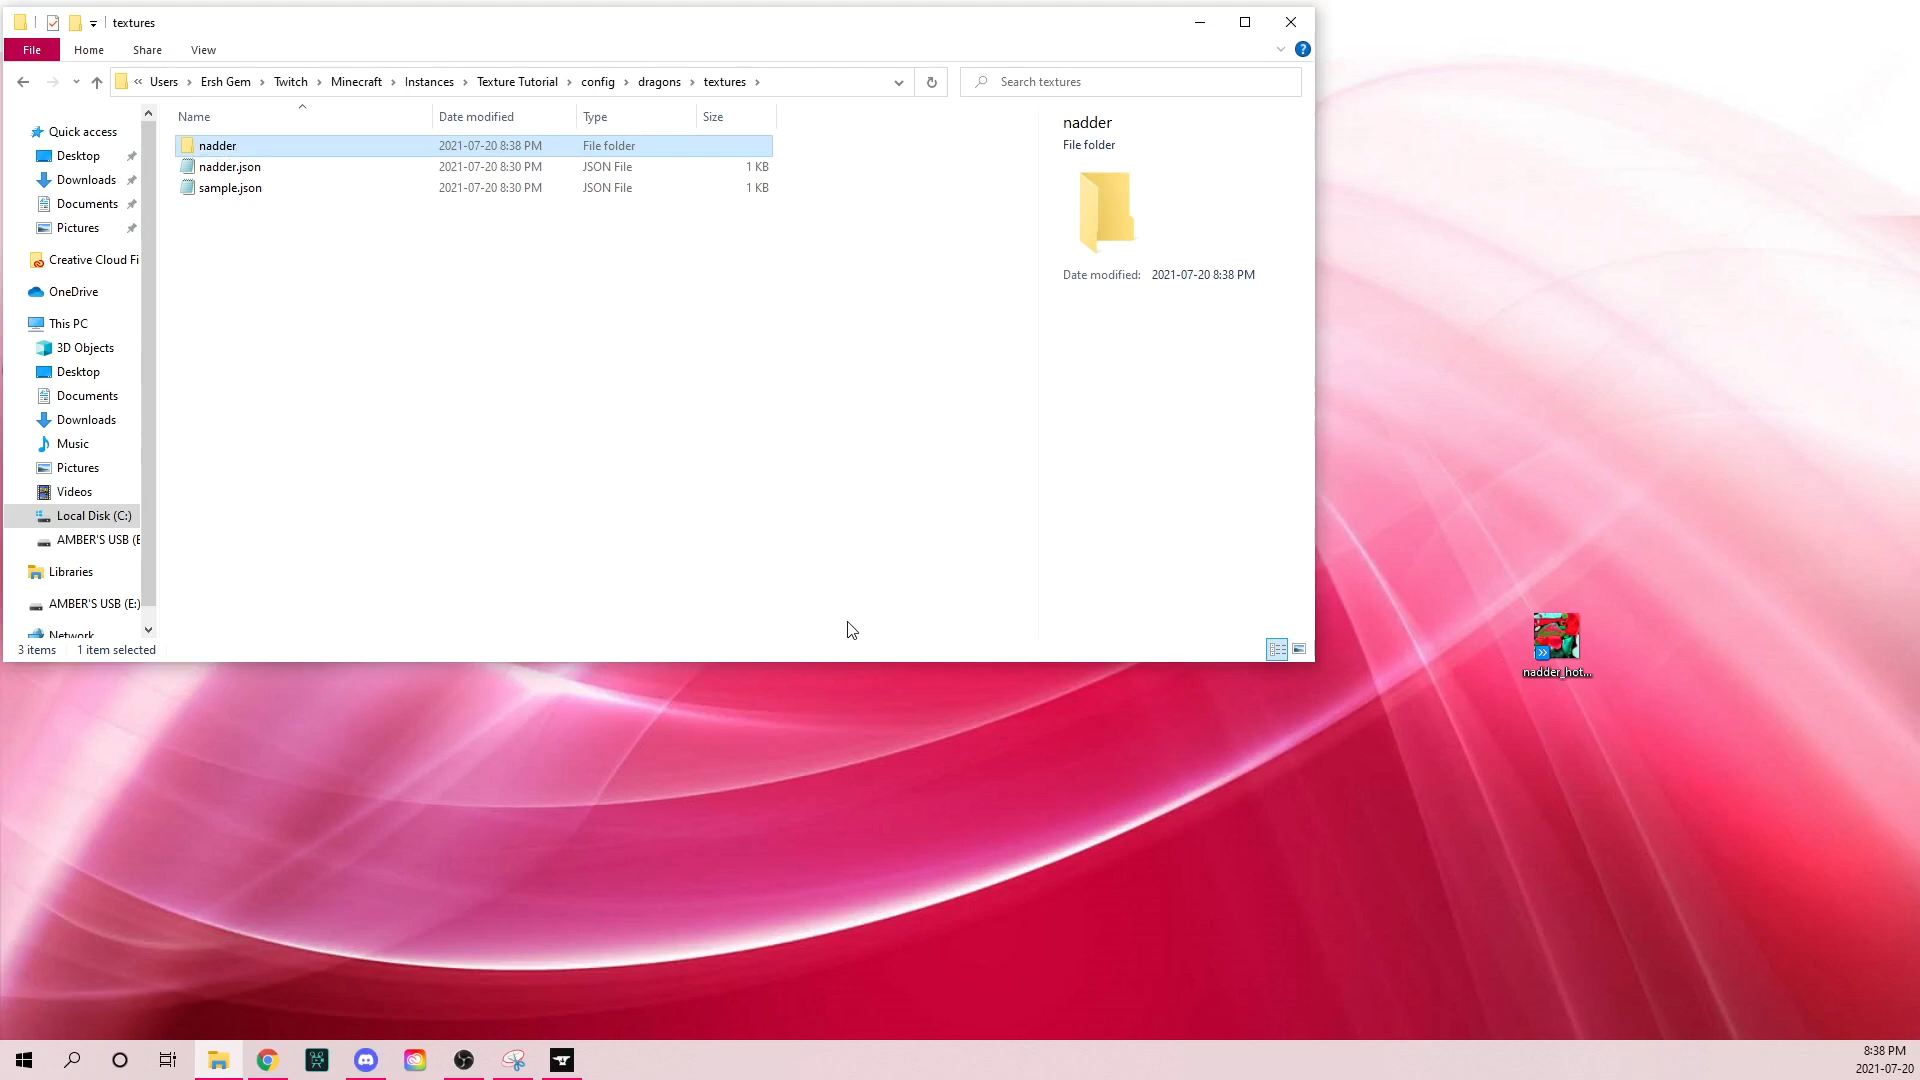 textures
File Home Share View
« Users > Ersh Gem > Twitch > Minecraft > Instances > Texture Tutorial > config > dragons > textures >
Search textures
Name Date modified Type Size
nadder 2021-07-20 8:38 PM File folder
nadder.json 2021-07-20 8:30 PM JSON File 1 KB
sample.json 2021-07-20 8:30 PM JSON File 1 KB
Quick access
Desktop
Downloads
Documents
Pictures
Creative Cloud Fi
OneDrive
This PC
3D Objects
Desktop
Documents
Downloads
Music
Pictures
Videos
Local Disk (C:)
AMBER'S USB (E
Libraries
AMBER'S USB (E:)
Network
nadder
File folder
Date modified: 2021-07-20 8:38 PM
3 items 1 item selected
nadder_hot...
8:38 PM
2021-07-20